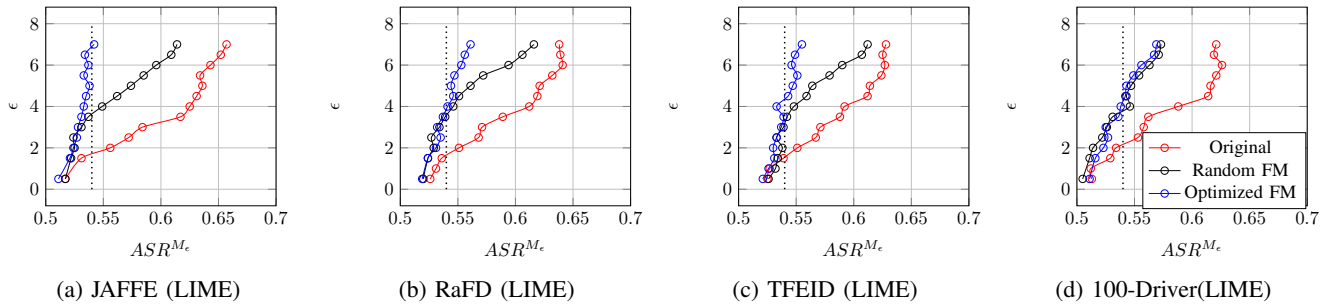 8
6
4
2
0
ϵ
0.5 0.55 0.6 0.65 0.7
ASR^{M_ϵ}
(a) JAFFE (LIME)
8
6
4
2
0
ϵ
0.5 0.55 0.6 0.65 0.7
ASR^{M_ϵ}
(b) RaFD (LIME)
8
6
4
2
0
ϵ
0.5 0.55 0.6 0.65 0.7
ASR^{M_ϵ}
(c) TFEID (LIME)
8
6
4
2
0
ϵ
Original
Random FM
Optimized FM
0.5 0.55 0.6 0.65 0.7
ASR^{M_ϵ}
(d) 100-Driver(LIME)